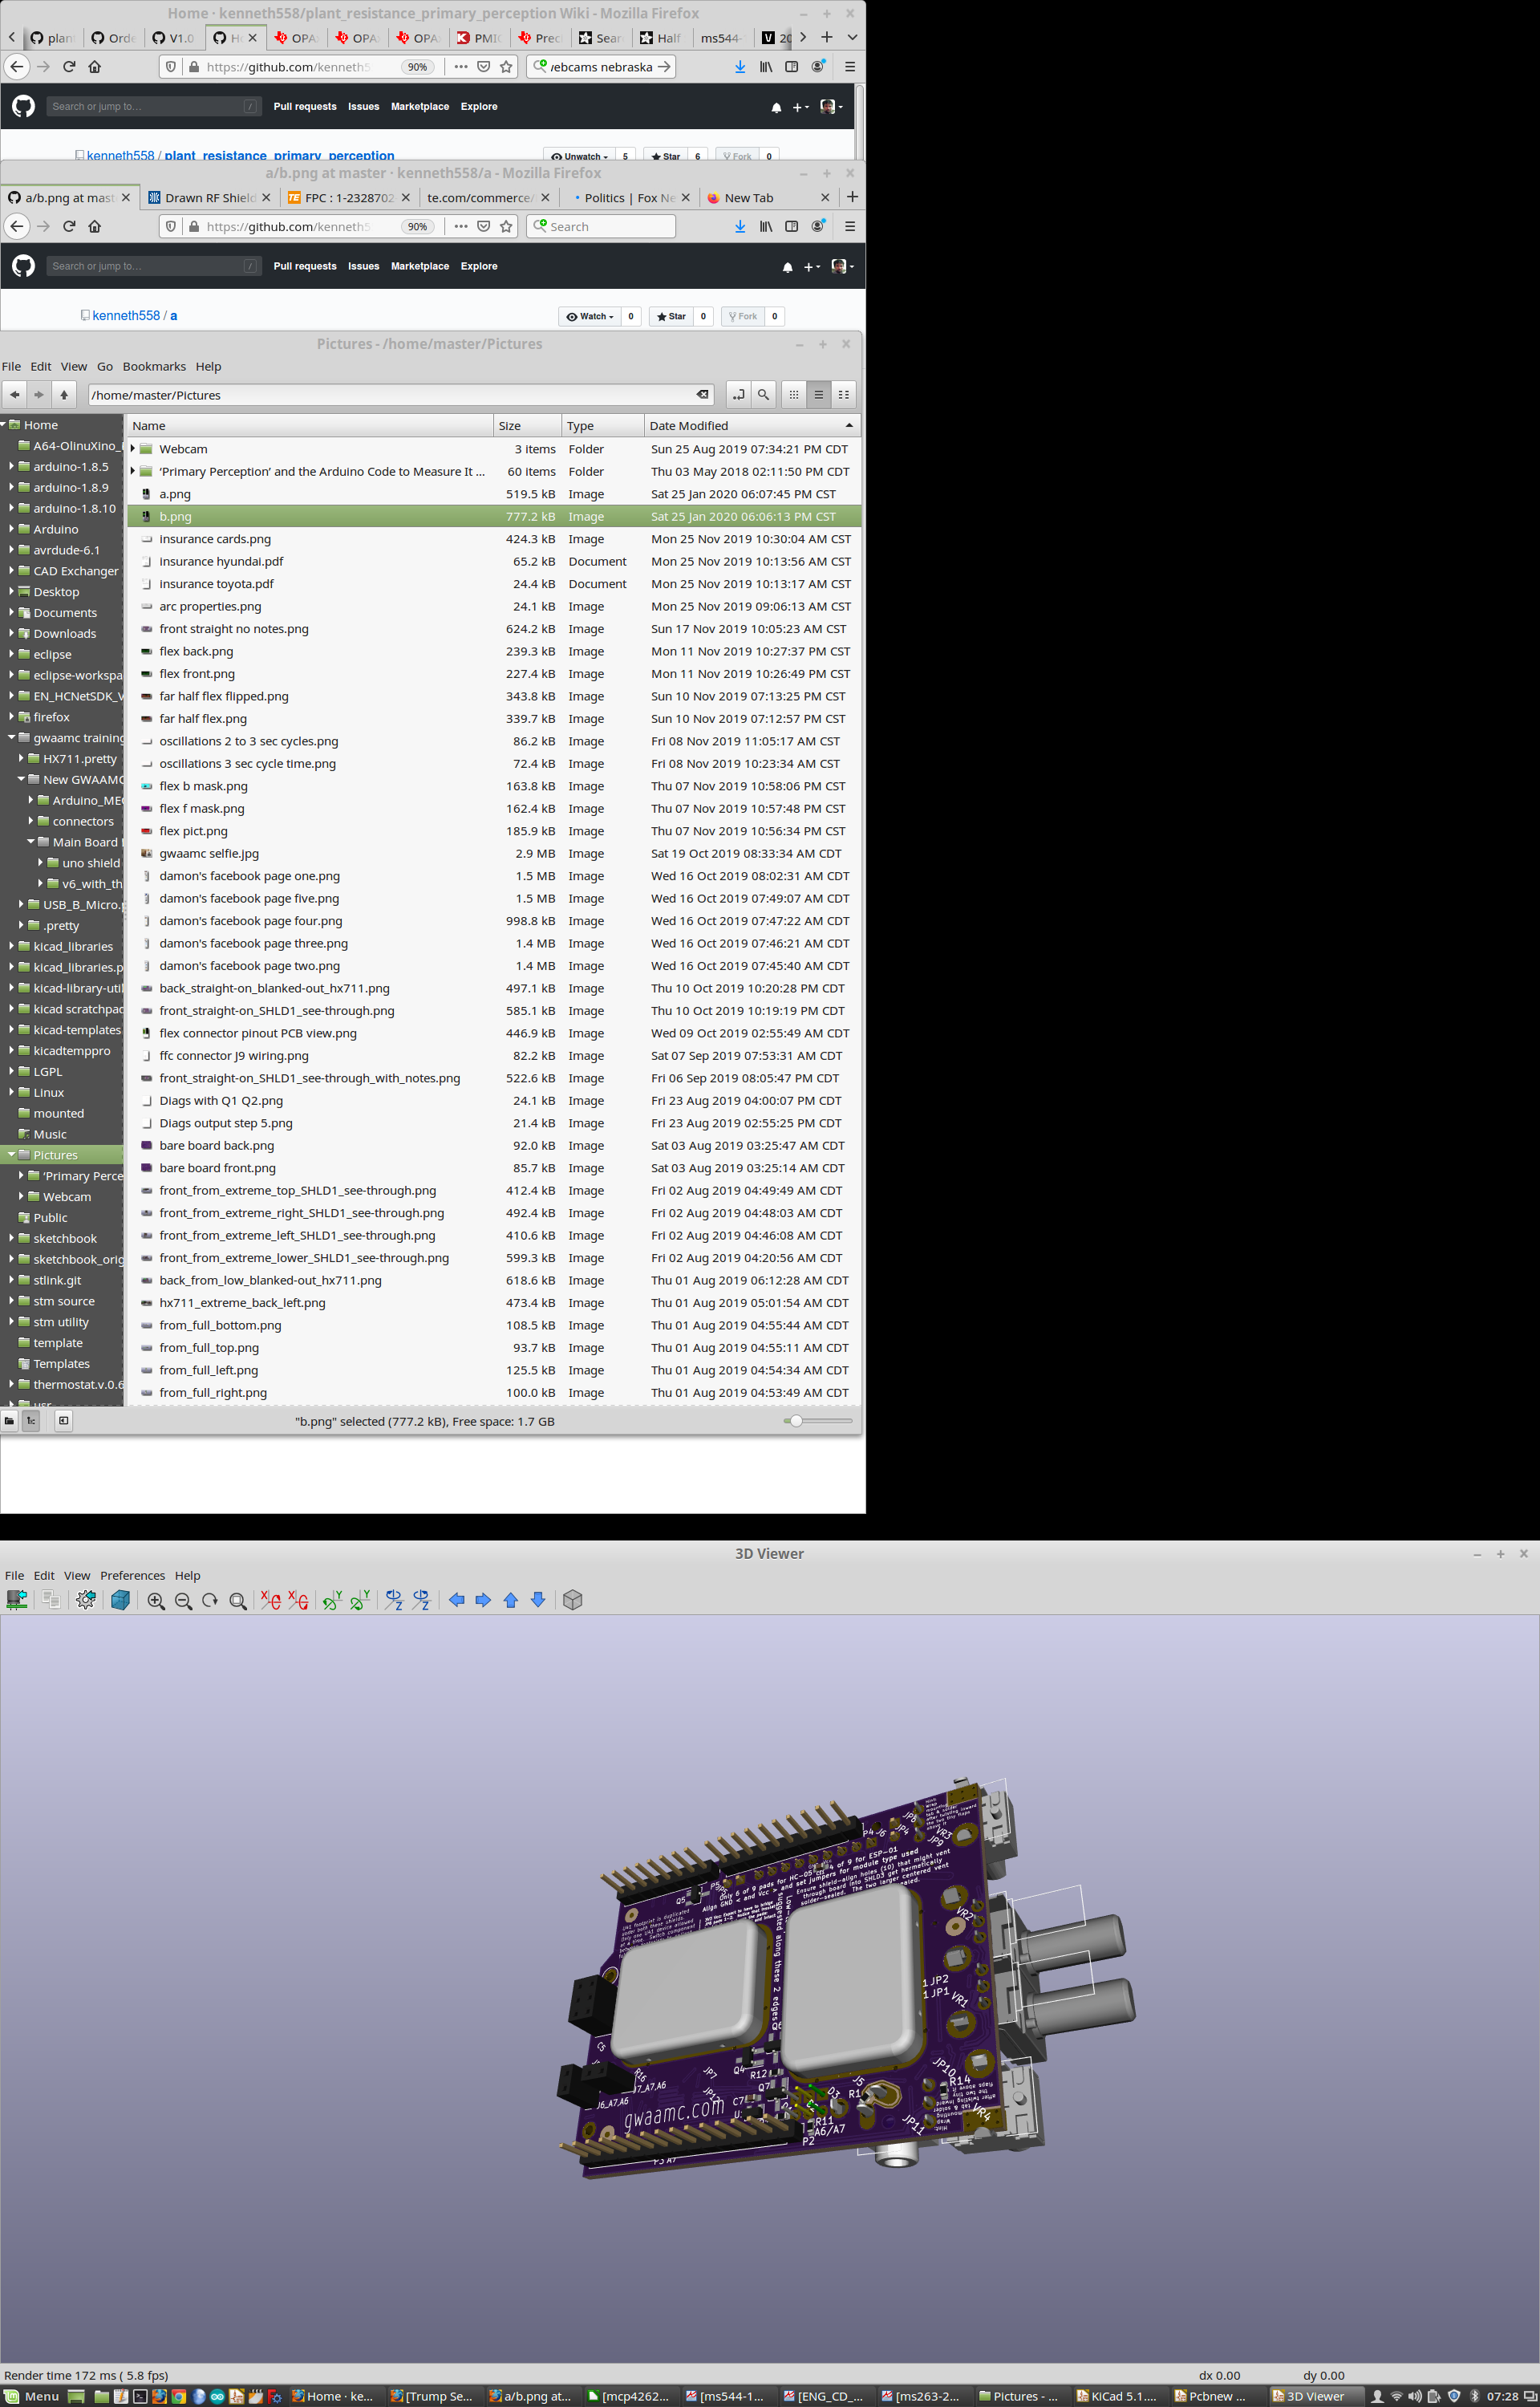 Home · kenneth558/plant_resistance_primary_perception Wiki - Mozilla Firefox
plan
Orde
V1.0
H
OPA
OPA
OPA
PMI
Prec
Sear
Half
ms544-
20
https://github.com/kenneth5
90%
ebcams nebraska
Search or jump to...
/
Pull requests Issues Marketplace Explore
kenneth558 / plant_resistance_primary_perception
Unwatch 5 Star 6 Fork 0
a/b.png at master · kenneth558/a - Mozilla Firefox
a/b.png at mast
Drawn RF Shield
FPC : 1-2328702
te.com/commerce/
Politics | Fox Ne
New Tab
https://github.com/kenneth5
90%
Search
Search or jump to...
/
Pull requests Issues Marketplace Explore
kenneth558 / a
Watch 0 Star 0 Fork 0
Pictures - /home/master/Pictures
File Edit View Go Bookmarks Help
/home/master/Pictures
Home
A64-OlinuXino_
arduino-1.8.5
arduino-1.8.9
arduino-1.8.10
Arduino
avrdude-6.1
CAD Exchanger
Desktop
Documents
Downloads
eclipse
eclipse-workspa
EN_HCNetSDK_V
firefox
gwaamc training
HX711.pretty
New GWAAMC
Arduino_ME
connectors
Main Board
uno shield
v6_with_th
USB_B_Micro.p
.pretty
kicad_libraries
kicad_libraries.p
kicad-library-util
kicad scratchpad
kicad-templates
kicadtemppro
LGPL
Linux
mounted
Music
Pictures
‘Primary Perce
Webcam
Public
sketchbook
sketchbook_orig
stlink.git
stm source
stm utility
template
Templates
thermostat.v.0.6
usr
Name Size Type Date Modified
Webcam 3 items Folder Sun 25 Aug 2019 07:34:21 PM CDT
‘Primary Perception’ and the Arduino Code to Measure It ... 60 items Folder Thu 03 May 2018 02:11:50 PM CDT
a.png 519.5 kB Image Sat 25 Jan 2020 06:07:45 PM CST
b.png 777.2 kB Image Sat 25 Jan 2020 06:06:13 PM CST
insurance cards.png 424.3 kB Image Mon 25 Nov 2019 10:30:04 AM CST
insurance hyundai.pdf 65.2 kB Document Mon 25 Nov 2019 10:13:56 AM CST
insurance toyota.pdf 24.4 kB Document Mon 25 Nov 2019 10:13:17 AM CST
arc properties.png 24.1 kB Image Mon 25 Nov 2019 09:06:13 AM CST
front straight no notes.png 624.2 kB Image Sun 17 Nov 2019 10:05:23 AM CST
flex back.png 239.3 kB Image Mon 11 Nov 2019 10:27:37 PM CST
flex front.png 227.4 kB Image Mon 11 Nov 2019 10:26:49 PM CST
far half flex flipped.png 343.8 kB Image Sun 10 Nov 2019 07:13:25 PM CST
far half flex.png 339.7 kB Image Sun 10 Nov 2019 07:12:57 PM CST
oscillations 2 to 3 sec cycles.png 86.2 kB Image Fri 08 Nov 2019 11:05:17 AM CST
oscillations 3 sec cycle time.png 72.4 kB Image Fri 08 Nov 2019 10:23:34 AM CST
flex b mask.png 163.8 kB Image Thu 07 Nov 2019 10:58:06 PM CST
flex f mask.png 162.4 kB Image Thu 07 Nov 2019 10:57:48 PM CST
flex pict.png 185.9 kB Image Thu 07 Nov 2019 10:56:34 PM CST
gwaamc selfie.jpg 2.9 MB Image Sat 19 Oct 2019 08:33:34 AM CDT
damon's facebook page one.png 1.5 MB Image Wed 16 Oct 2019 08:02:31 AM CDT
damon's facebook page five.png 1.5 MB Image Wed 16 Oct 2019 07:49:07 AM CDT
damon's facebook page four.png 998.8 kB Image Wed 16 Oct 2019 07:47:22 AM CDT
damon's facebook page three.png 1.4 MB Image Wed 16 Oct 2019 07:46:21 AM CDT
damon's facebook page two.png 1.4 MB Image Wed 16 Oct 2019 07:45:40 AM CDT
back_straight-on_blanked-out_hx711.png 497.1 kB Image Thu 10 Oct 2019 10:20:28 PM CDT
front_straight-on_SHLD1_see-through.png 585.1 kB Image Thu 10 Oct 2019 10:19:19 PM CDT
flex connector pinout PCB view.png 446.9 kB Image Wed 09 Oct 2019 02:55:49 AM CDT
ffc connector J9 wiring.png 82.2 kB Image Sat 07 Sep 2019 07:53:31 AM CDT
front_straight-on_SHLD1_see-through_with_notes.png 522.6 kB Image Fri 06 Sep 2019 08:05:47 PM CDT
Diags with Q1 Q2.png 24.1 kB Image Fri 23 Aug 2019 04:00:07 PM CDT
Diags output step 5.png 21.4 kB Image Fri 23 Aug 2019 02:55:25 PM CDT
bare board back.png 92.0 kB Image Sat 03 Aug 2019 03:25:47 AM CDT
bare board front.png 85.7 kB Image Sat 03 Aug 2019 03:25:14 AM CDT
front_from_extreme_top_SHLD1_see-through.png 412.4 kB Image Fri 02 Aug 2019 04:49:49 AM CDT
front_from_extreme_right_SHLD1_see-through.png 492.4 kB Image Fri 02 Aug 2019 04:48:03 AM CDT
front_from_extreme_left_SHLD1_see-through.png 410.6 kB Image Fri 02 Aug 2019 04:46:08 AM CDT
front_from_extreme_lower_SHLD1_see-through.png 599.3 kB Image Fri 02 Aug 2019 04:20:56 AM CDT
back_from_low_blanked-out_hx711.png 618.6 kB Image Thu 01 Aug 2019 06:12:28 AM CDT
hx711_extreme_back_left.png 473.4 kB Image Thu 01 Aug 2019 05:01:54 AM CDT
from_full_bottom.png 108.5 kB Image Thu 01 Aug 2019 04:55:44 AM CDT
from_full_top.png 93.7 kB Image Thu 01 Aug 2019 04:55:11 AM CDT
from_full_left.png 125.5 kB Image Thu 01 Aug 2019 04:54:34 AM CDT
from_full_right.png 100.0 kB Image Thu 01 Aug 2019 04:53:49 AM CDT
"b.png" selected (777.2 kB), Free space: 1.7 GB
3D Viewer
File Edit View Preferences Help
P4 J6 JP4 JP8
VR3
JP9
Only 6 of 9 pads for HC-05 4 of 9 for ESP-01
Align GND < and Vcc > and set jumpers for module type used
Ensure shield-align holes (10) that might vent
through board into SHLD3 get hermetically
solder-sealed. The two larger centered vent
suggested along these 2 edges
Q5
VR2
1 JP2
1 JP1
VR1
C5
R16
J7,A7,A6
J6,A7,A6
JP7
Q4
R12
Q7
C7
D3
J5
R11
A6/A7
P2
JP10
R14
VR4
JP11
gwaamc.com
P3 A7
Render time 172 ms ( 5.8 fps)
dx 0.00
dy 0.00
Menu
Home · ke...
[Trump Se...
a/b.png at...
[mcp4262...
[ms544-1...
[ENG_CD_...
[ms263-2...
Pictures - ...
KiCad 5.1....
Pcbnew ...
3D Viewer
07:28